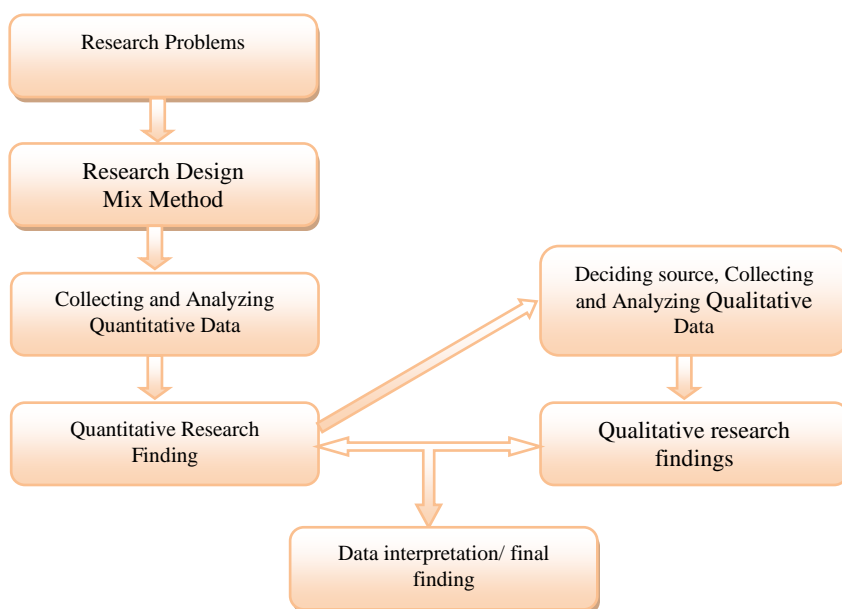 Research Problems
Research Design
Mix Method
Collecting and Analyzing
Quantitative Data
Quantitative Research
Finding
Deciding source, Collecting
and Analyzing Qualitative
Data
Qualitative research
findings
Data interpretation/ final
finding